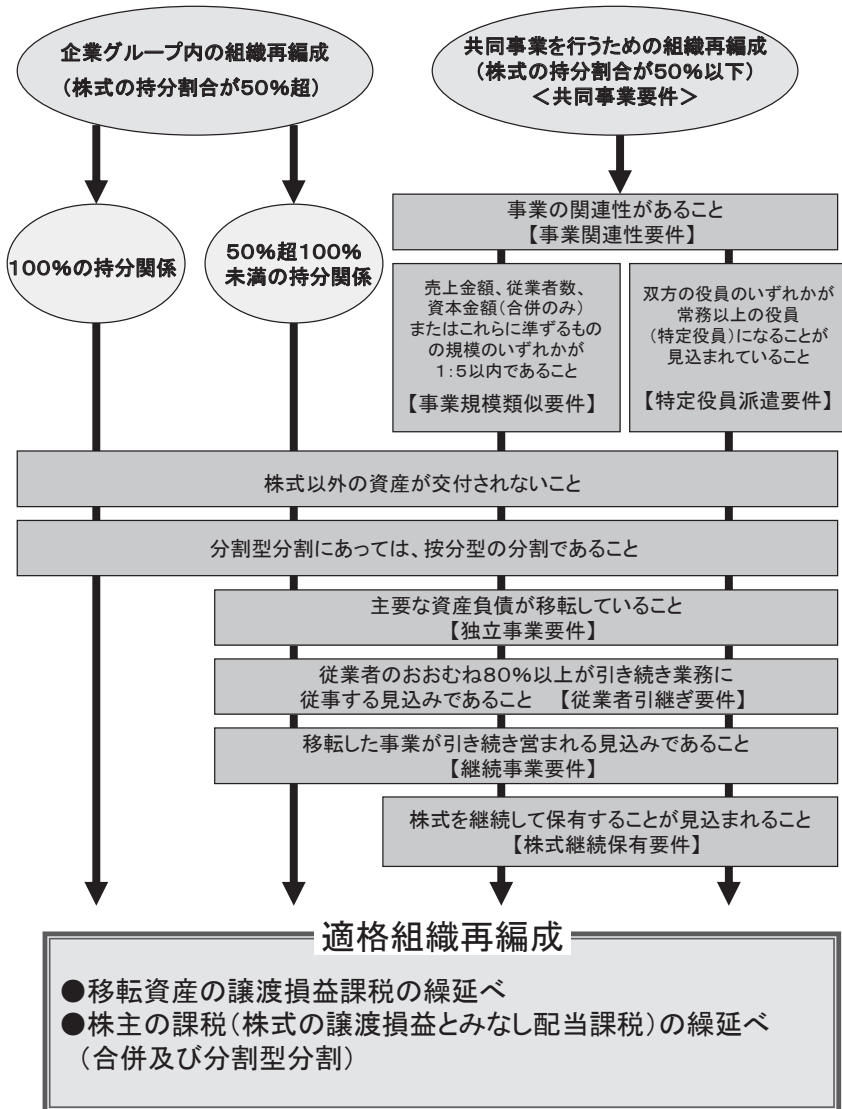 企業グループ内の組織再編成
(株式の持分割合が50%超)
共同事業を行うための組織再編成
(株式の持分割合が50%以下)
＜共同事業要件＞
100%の持分関係
50%超100%
未満の持分関係
事業の関連性があること
【事業関連性要件】
売上金額、従業者数、
資本金額(合併のみ)
またはこれらに準ずるもの
の規模のいずれかが
1:5以内であること
【事業規模類似要件】
双方の役員のいずれかが
常務以上の役員
(特定役員)になることが
見込まれていること
【特定役員派遣要件】
株式以外の資産が交付されないこと
分割型分割にあっては、按分型の分割であること
主要な資産負債が移転していること
【独立事業要件】
従業者のおおむね80%以上が引き続き業務に
従事する見込みであること 【従業者引継ぎ要件】
移転した事業が引き続き営まれる見込みであること
【継続事業要件】
株式を継続して保有することが見込まれること
【株式継続保有要件】
適格組織再編成
●移転資産の譲渡損益課税の繰延べ
●株主の課税(株式の譲渡損益とみなし配当課税)の繰延べ
(合併及び分割型分割)